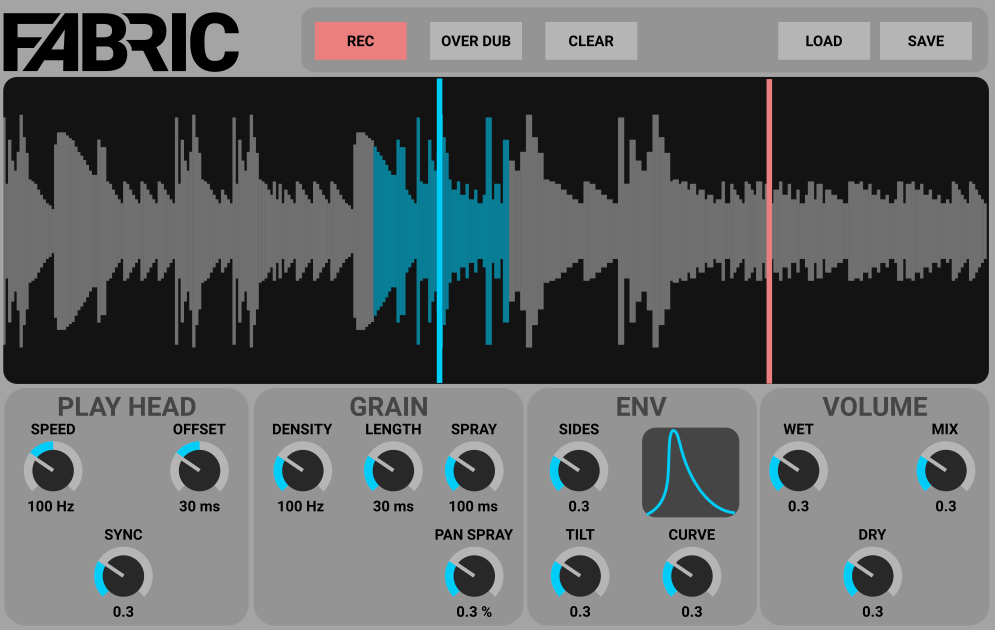 FABRIC
REC
OVER DUB
CLEAR
LOAD
SAVE
PLAY HEAD
SPEED
OFFSET
100 Hz
30 ms
SYNC
0.3
GRAIN
DENSITY
LENGTH
SPRAY
100 Hz
30 ms
100 ms
PAN SPRAY
0.3 %
ENV
SIDES
0.3
TILT
CURVE
0.3
0.3
VOLUME
WET
MIX
0.3
0.3
DRY
0.3